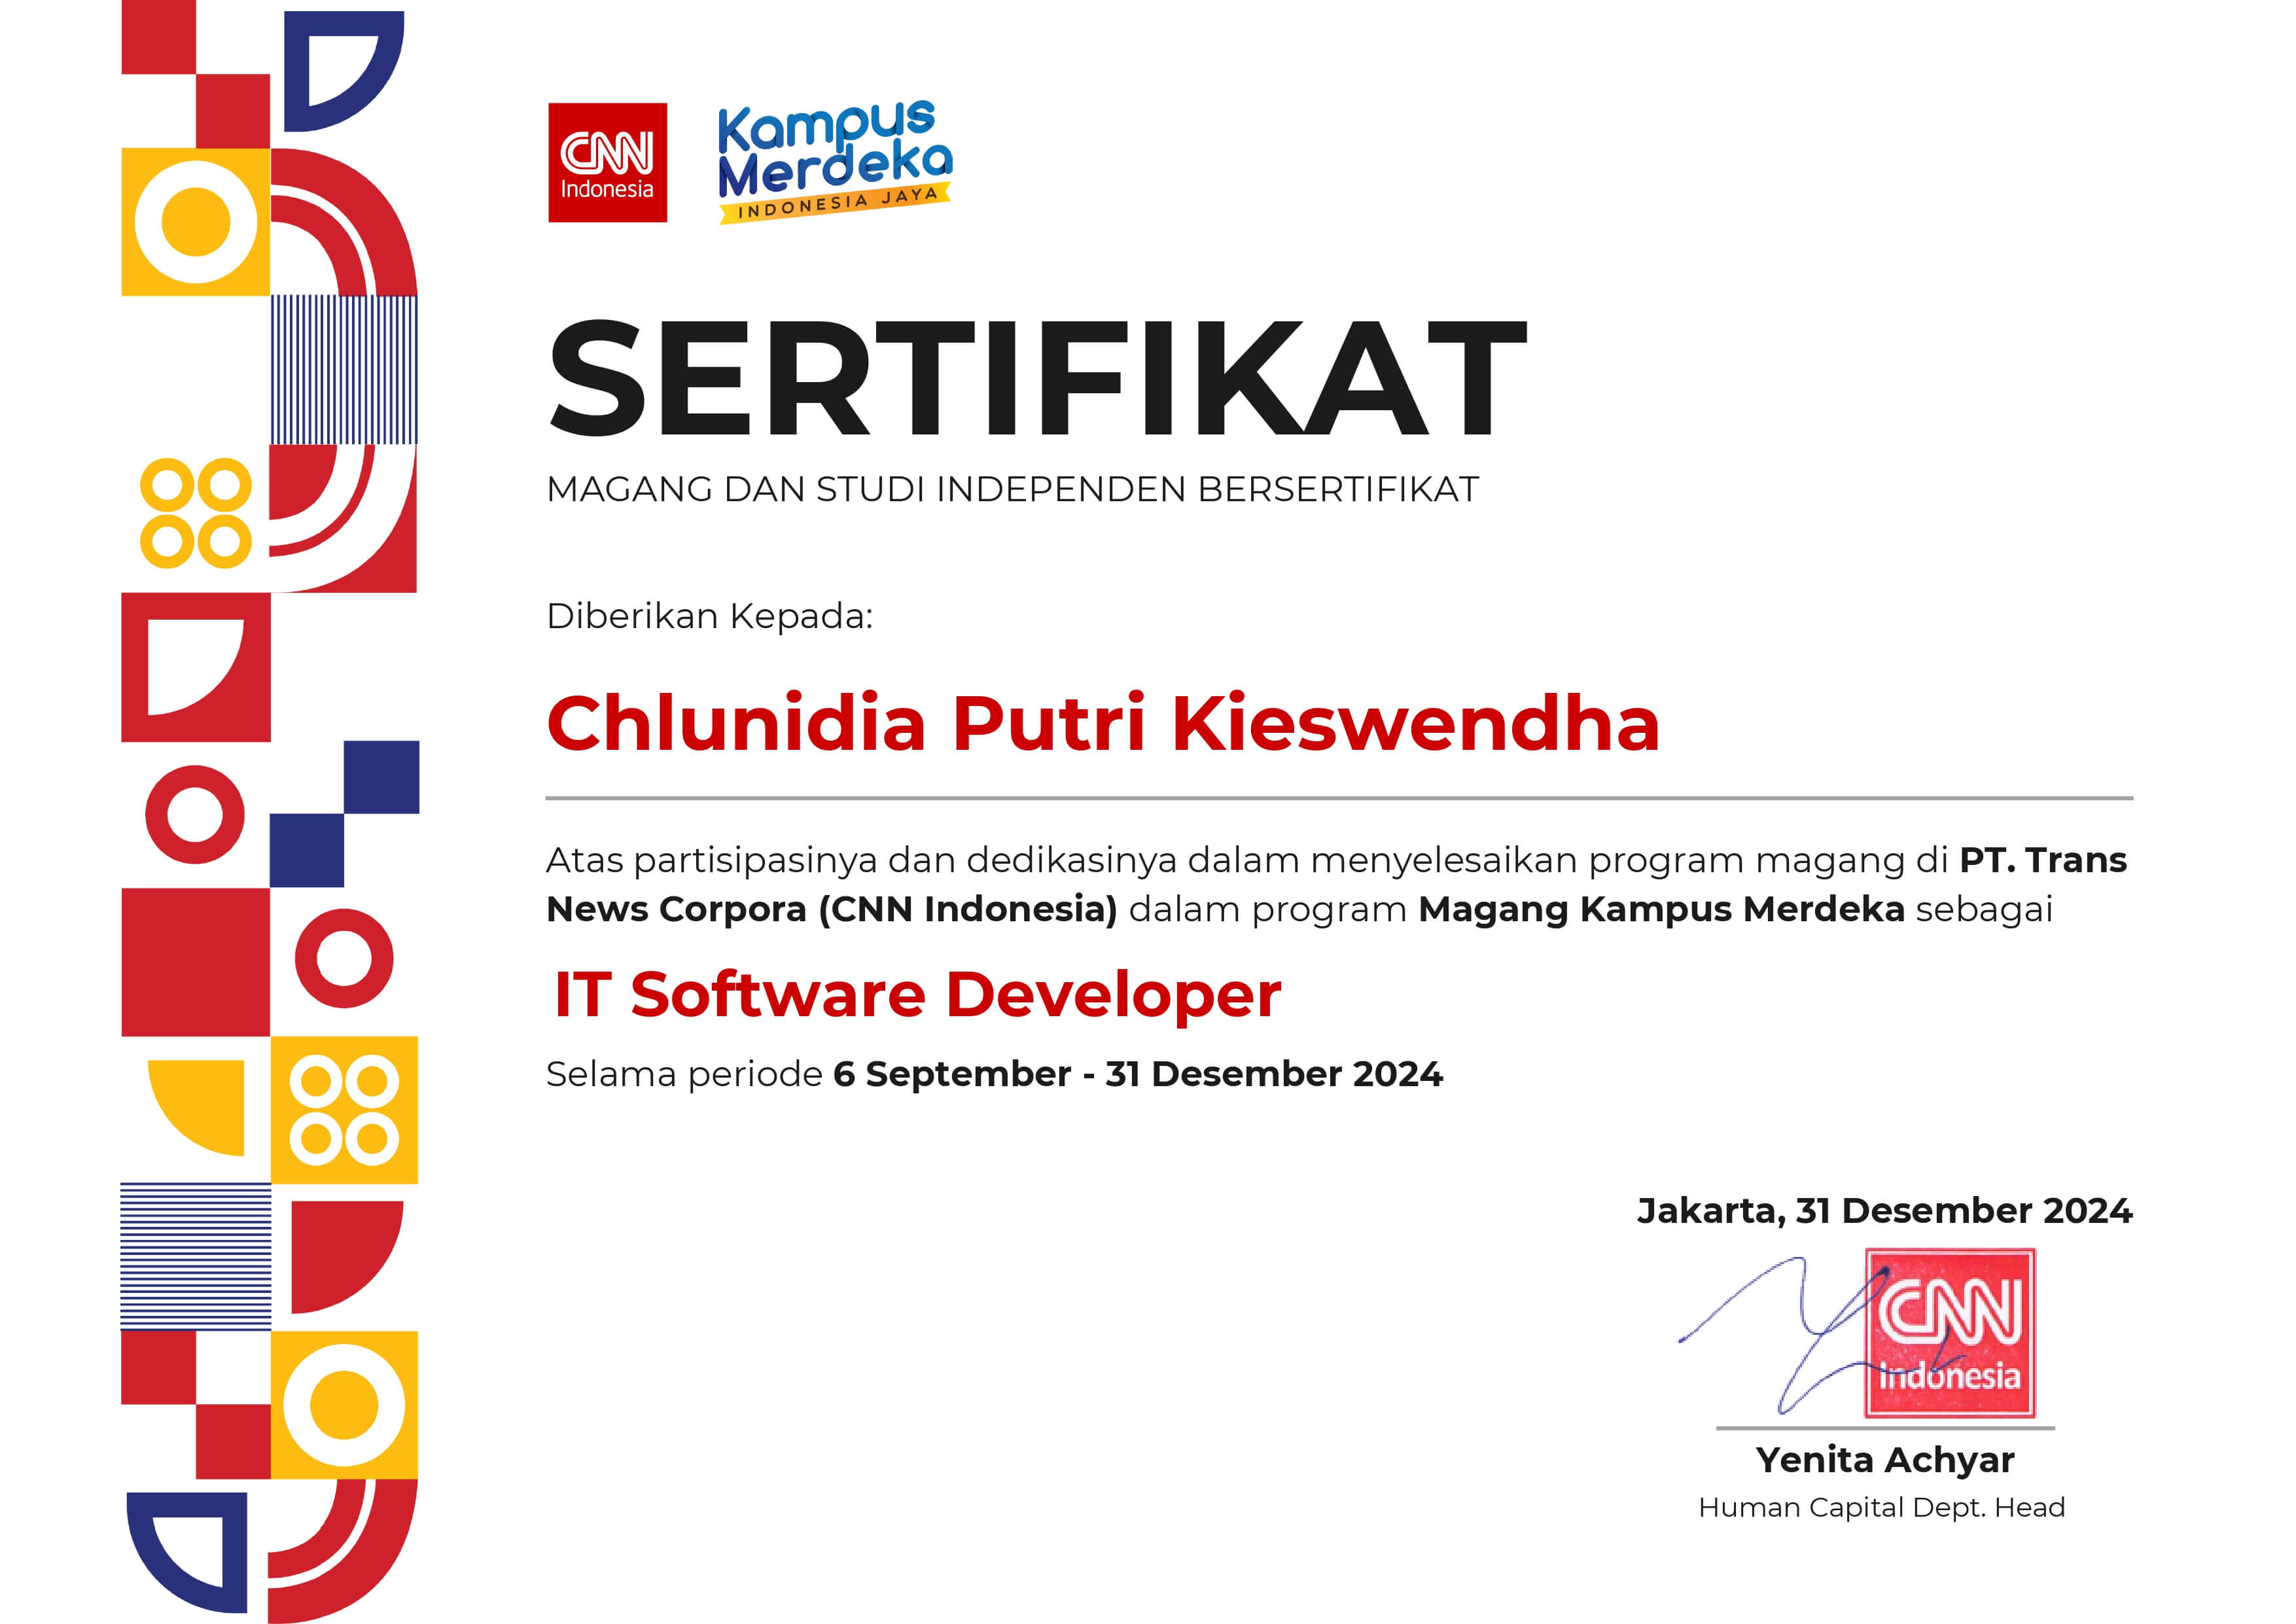 CNN
Indonesia
Kampus
Merdeka
INDONESIA JAYA
SERTIFIKAT
MAGANG DAN STUDI INDEPENDEN BERSERTIFIKAT
Diberikan Kepada:
Chlunidia Putri Kieswendha
Atas partisipasinya dan dedikasinya dalam menyelesaikan program magang di PT. Trans
News Corpora (CNN Indonesia) dalam program Magang Kampus Merdeka sebagai
IT Software Developer
Selama periode 6 September - 31 Desember 2024
Jakarta, 31 Desember 2024
CNN
Indonesia
Yenita Achyar
Human Capital Dept. Head